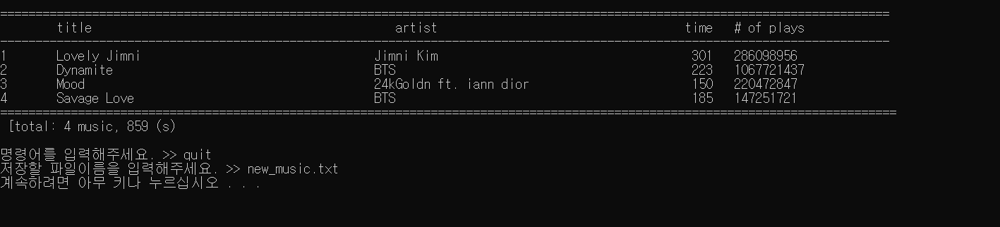 ==============================================================================================================================
title artist time # of plays
------------------------------------------------------------------------------------------------------------------------------
1 Lovely Jimni Jimni Kim 301 286098956
2 Dynamite BTS 223 1067721437
3 Mood 24kGoldn ft. iann dior 150 220472847
4 Savage Love BTS 185 147251721
===============================================================================================================================
[total: 4 music, 859 (s)
명령어를 입력해주세요. >> quit
저장할 파일이름을 입력해주세요. >> new_music.txt
계속하려면 아무 키나 누르십시오 . . .